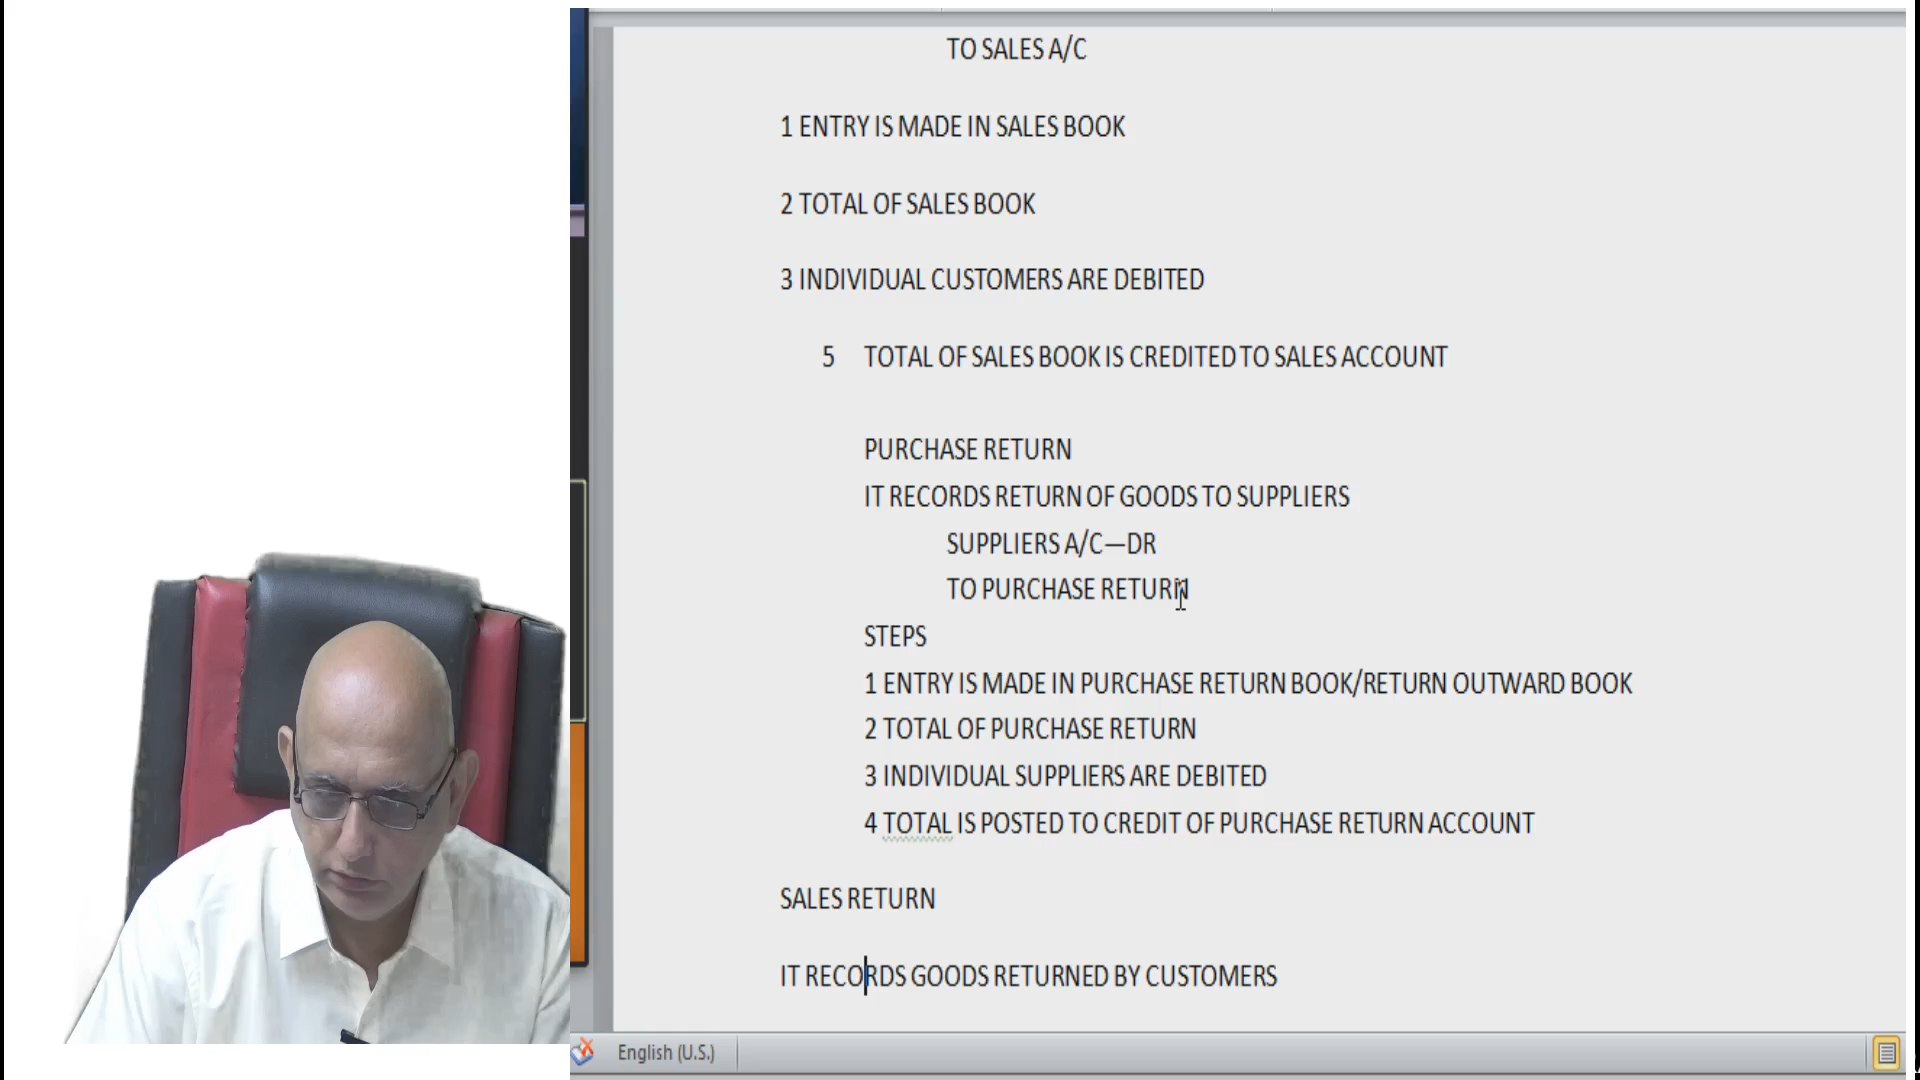 TO SALES A/C
1 ENTRY IS MADE IN SALES BOOK
2 TOTAL OF SALES BOOK
3 INDIVIDUAL CUSTOMERS ARE DEBITED
5 TOTAL OF SALES BOOK IS CREDITED TO SALES ACCOUNT
PURCHASE RETURN
IT RECORDS RETURN OF GOODS TO SUPPLIERS
SUPPLIERS A/C—DR
TO PURCHASE RETURN
STEPS
1 ENTRY IS MADE IN PURCHASE RETURN BOOK/RETURN OUTWARD BOOK
2 TOTAL OF PURCHASE RETURN
3 INDIVIDUAL SUPPLIERS ARE DEBITED
4 TOTAL IS POSTED TO CREDIT OF PURCHASE RETURN ACCOUNT
SALES RETURN
IT RECORDS GOODS RETURNED BY CUSTOMERS
English (U.S.)